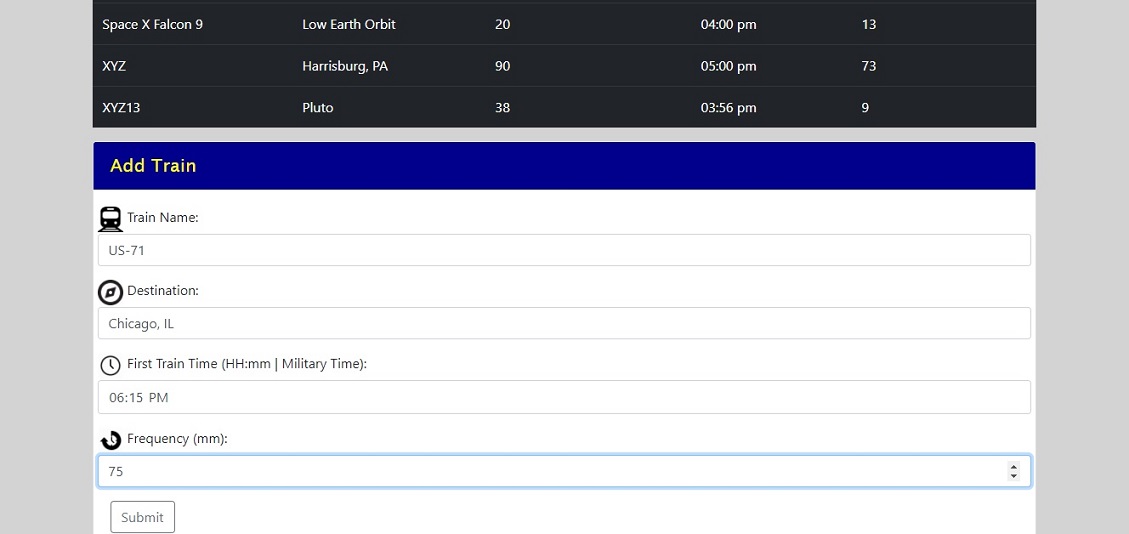 Space X Falcon 9 Low Earth Orbit 20 04:00 pm 13
XYZ Harrisburg, PA 90 05:00 pm 73
XYZ13 Pluto 38 03:56 pm 9
Add Train
Train Name:
US-71
Destination:
Chicago, IL
First Train Time (HH:mm | Military Time):
06:15 PM
Frequency (mm):
75
Submit